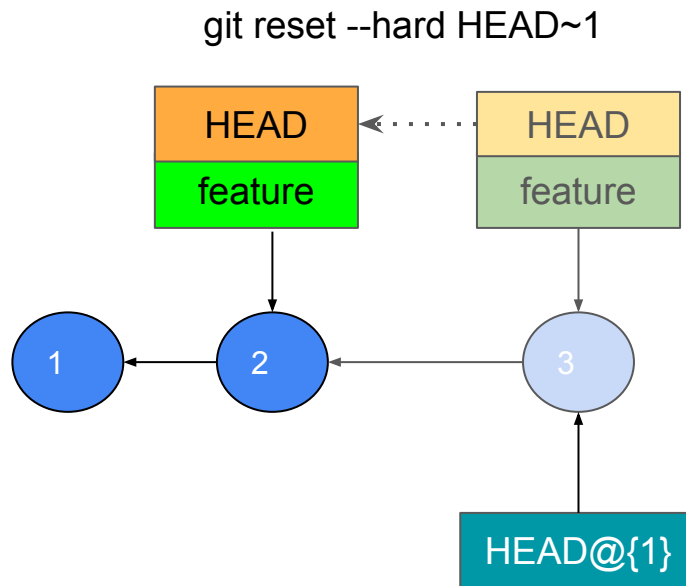 git reset --hard HEAD~1
HEAD
HEAD
feature
feature
1
2
3
HEAD@{1}